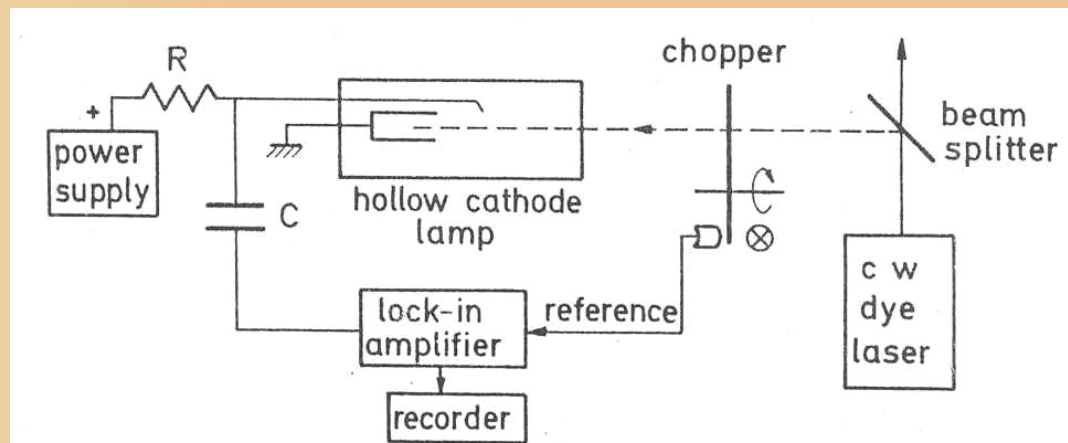 R
chopper
+
power
supply
beam
splitter
hollow cathode
lamp
C
c w
dye
laser
lock-in
amplifier
reference
recorder